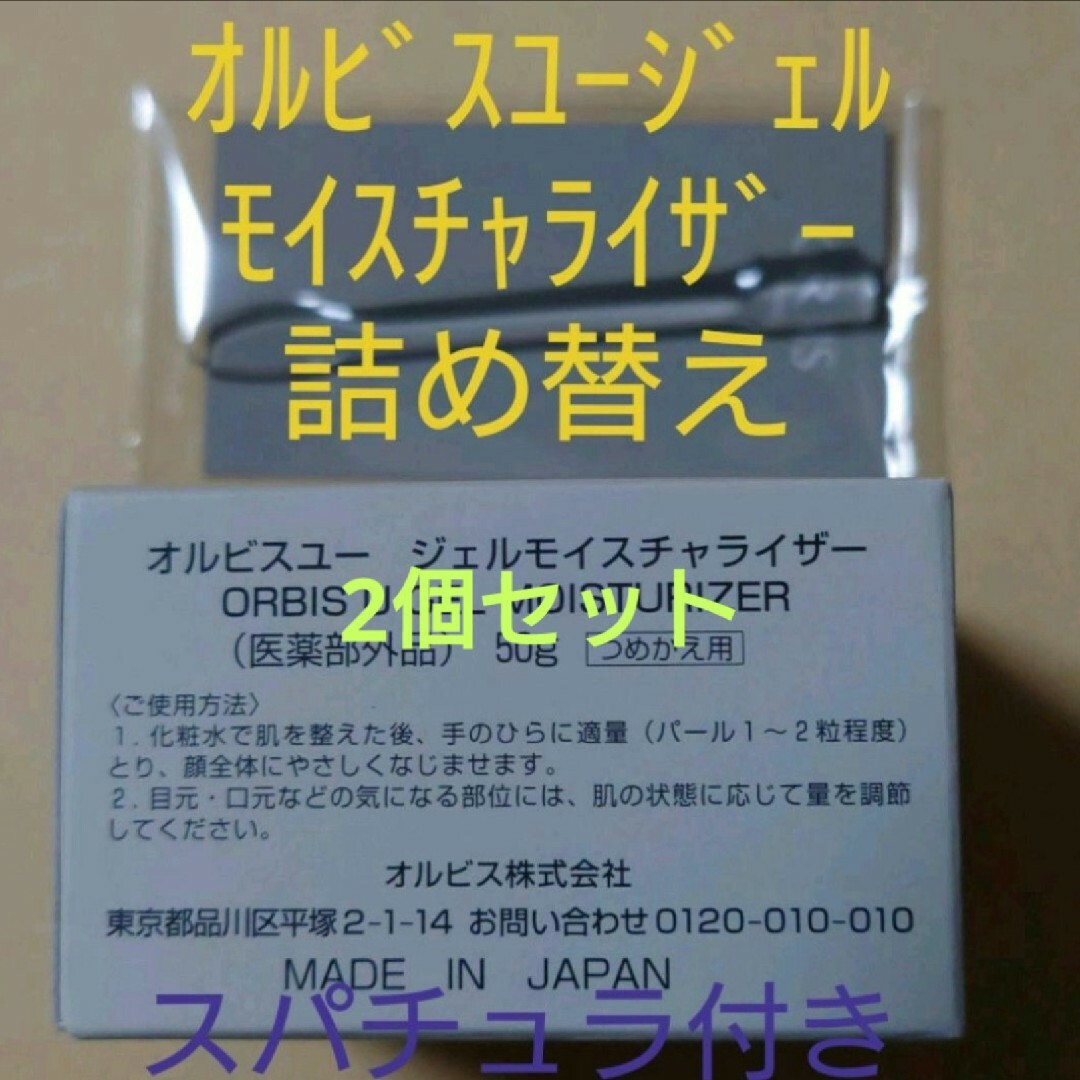 ｵﾙﾋﾞｽﾕｰｼﾞｪﾙ
ﾓｲｽﾁｬﾗｲｻﾞｰ
詰め替え
オルビスユー ジェルモイスチャライザー
ORBIS U MOISTURIZER
2個セット
(医薬部外品) 50g つめかえ用
〈ご使用方法〉
1. 化粧水で肌を整えた後、手のひらに適量(パール1〜2粒程度)
とり、顔全体にやさしくなじませます。
2. 目元・口元などの気になる部位には、肌の状態に応じて量を調節
してください。
オルビス株式会社
東京都品川区平塚2-1-14 お問い合わせ0120-010-010
MADE IN JAPAN
スパチュラ付き